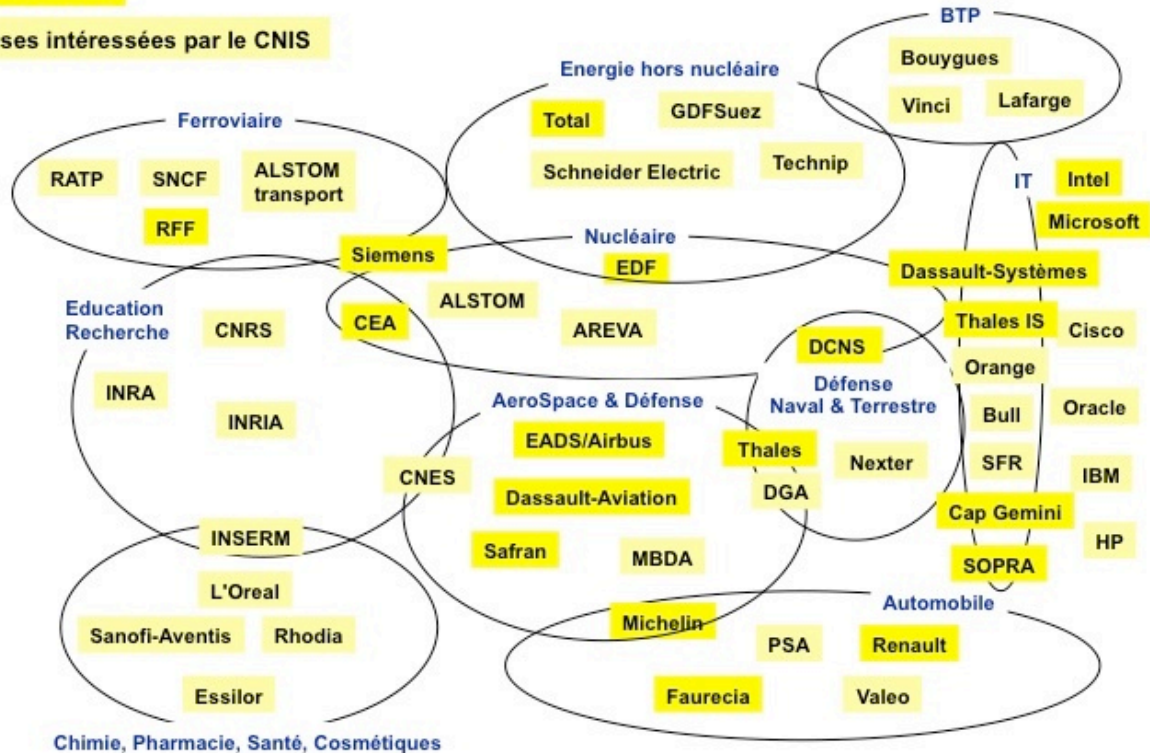 ses intéressées par le CNIS
BTP
Bouygues
Vinci
Lafarge
Energie hors nucléaire
Total
GDFSuez
Schneider Electric
Technip
Ferroviaire
RATP
SNCF
ALSTOM
transport
RFF
IT
Intel
Microsoft
Siemens
Nucléaire
EDF
Dassault-Systèmes
Education
Recherche
CNRS
CEA
ALSTOM
AREVA
DCNS
Thales IS
Cisco
Orange
INRA
INRIA
AeroSpace & Défense
Défense
Naval & Terrestre
EADS/Airbus
Thales
Nexter
Bull
Oracle
SFR
IBM
CNES
Dassault-Aviation
DGA
Cap Gemini
HP
INSERM
Safran
MBDA
SOPRA
L'Oreal
Automobile
Sanofi-Aventis
Rhodia
Michelin
PSA
Renault
Essilor
Faurecia
Valeo
Chimie, Pharmacie, Santé, Cosmétiques